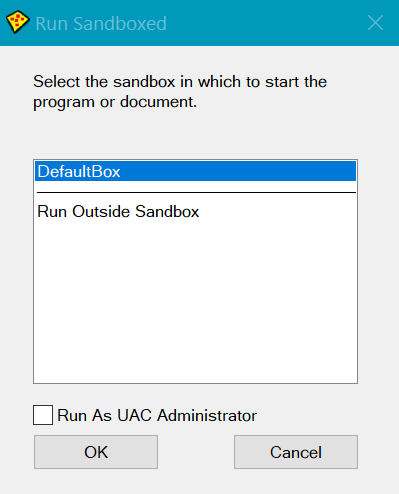 Run Sandboxed
Select the sandbox in which to start the
program or document.
DefaultBox
Run Outside Sandbox
Run As UAC Administrator
OK
Cancel